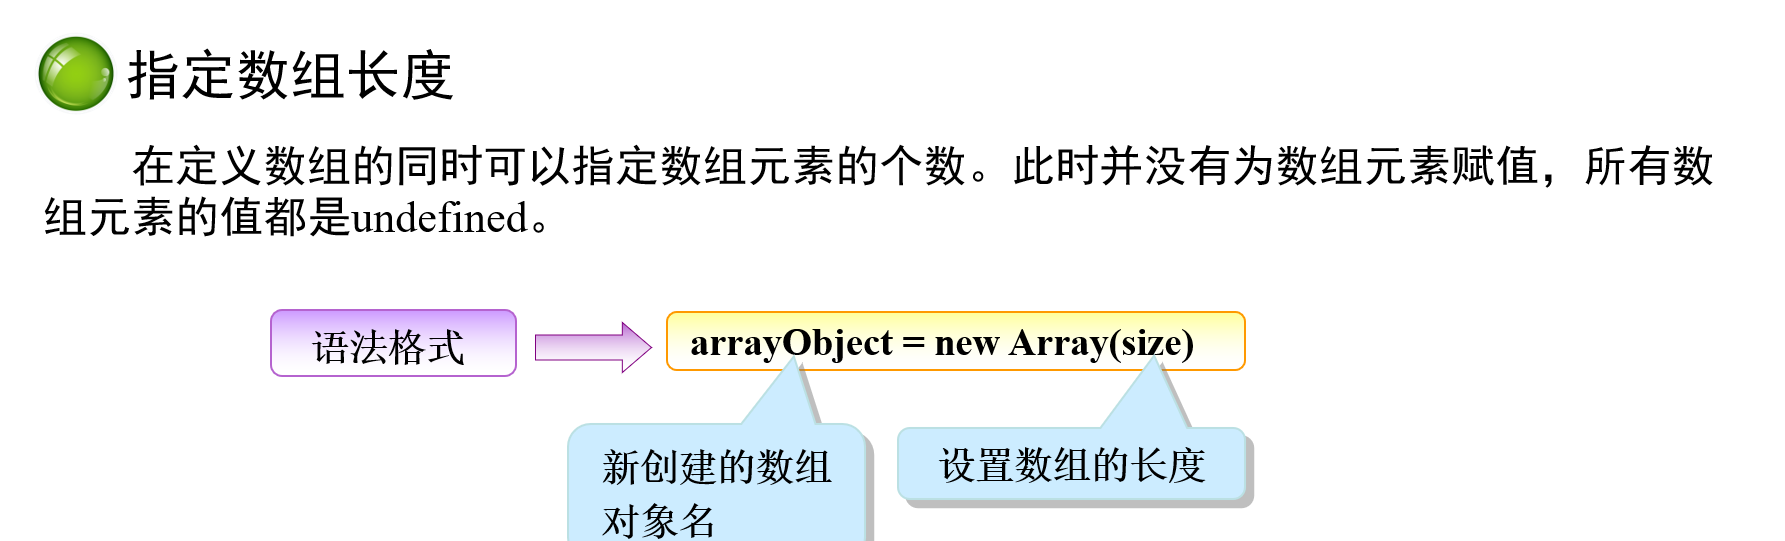 指定数组长度
在定义数组的同时可以指定数组元素的个数。此时并没有为数组元素赋值，所有数
组元素的值都是undefined。
语法格式
arrayObject = new Array(size)
新创建的数组
对象名
设置数组的长度